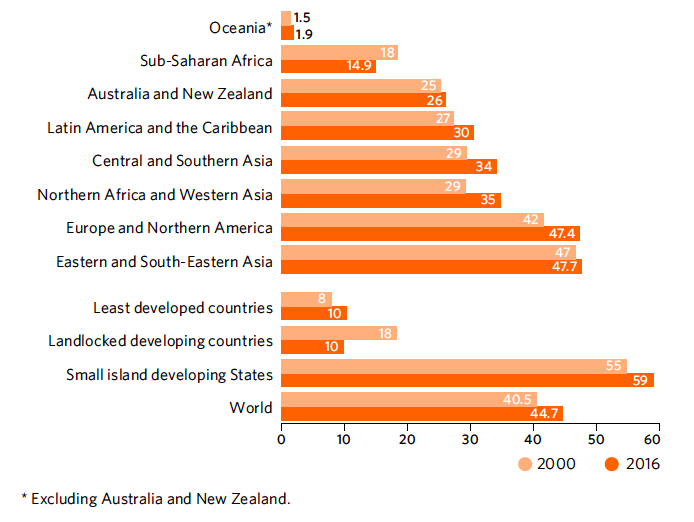 Oceania* 1.5
1.9
Sub-Saharan Africa 18
14.9
Australia and New Zealand 25
26
Latin America and the Caribbean 27
30
Central and Southern Asia 29
34
Northern Africa and Western Asia 29
35
Europe and Northern America 42
47.4
Eastern and South-Eastern Asia 47
47.7
Least developed countries 8
10
Landlocked developing countries 18
10
Small island developing States 55
59
World 40.5
44.7
0 10 20 30 40 50 60
2000 2016
* Excluding Australia and New Zealand.